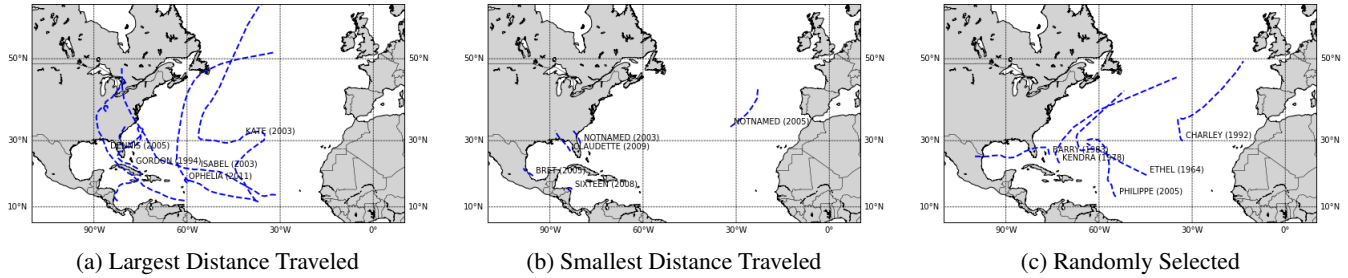 50°N
50°N
30°N
KATE (2003)
30°N
DENNIS (2005)
GORDON (1994)
ISABEL (2003)
OPHELIA (2011)
10°N
10°N
90°W
60°W
30°W
0°
(a) Largest Distance Traveled
50°N
50°N
NOTNAMED (2005)
30°N
NOTNAMED (2003)
30°N
CLAUDETTE (2009)
BRET (2005)
SIXTEEN (2008)
10°N
10°N
90°W
60°W
30°W
0°
(b) Smallest Distance Traveled
50°N
50°N
30°N
CHARLEY (1992)
30°N
BARRY (1983)
KENDRA (1978)
ETHEL (1964)
PHILIPPE (2005)
10°N
10°N
90°W
60°W
30°W
0°
(c) Randomly Selected